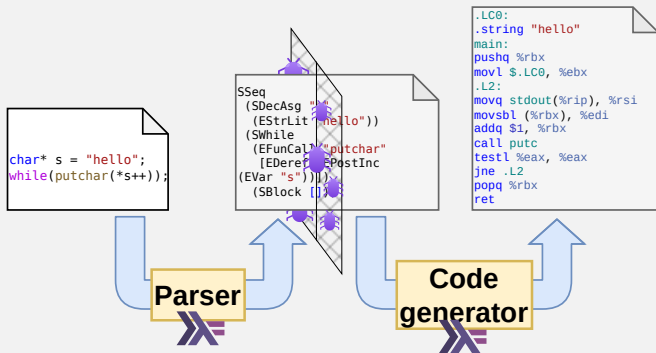 char* s = "hello";
while(putchar(*s++));
SSeq
(SDecAsg "
(EStrLit "hello"))
(SWhile
(EFunCall "putchar"
[EDeref EPostInc
(EVar "s"))
(SBlock []
.LC0:
.string "hello"
main:
pushq %rbx
movl $.LC0, %ebx
.L2:
movq stdout(%rip), %rsi
movsbl (%rbx), %edi
addq $1, %rbx
call putc
testl %eax, %eax
jne .L2
popq %rbx
ret
Parser
Code
generator